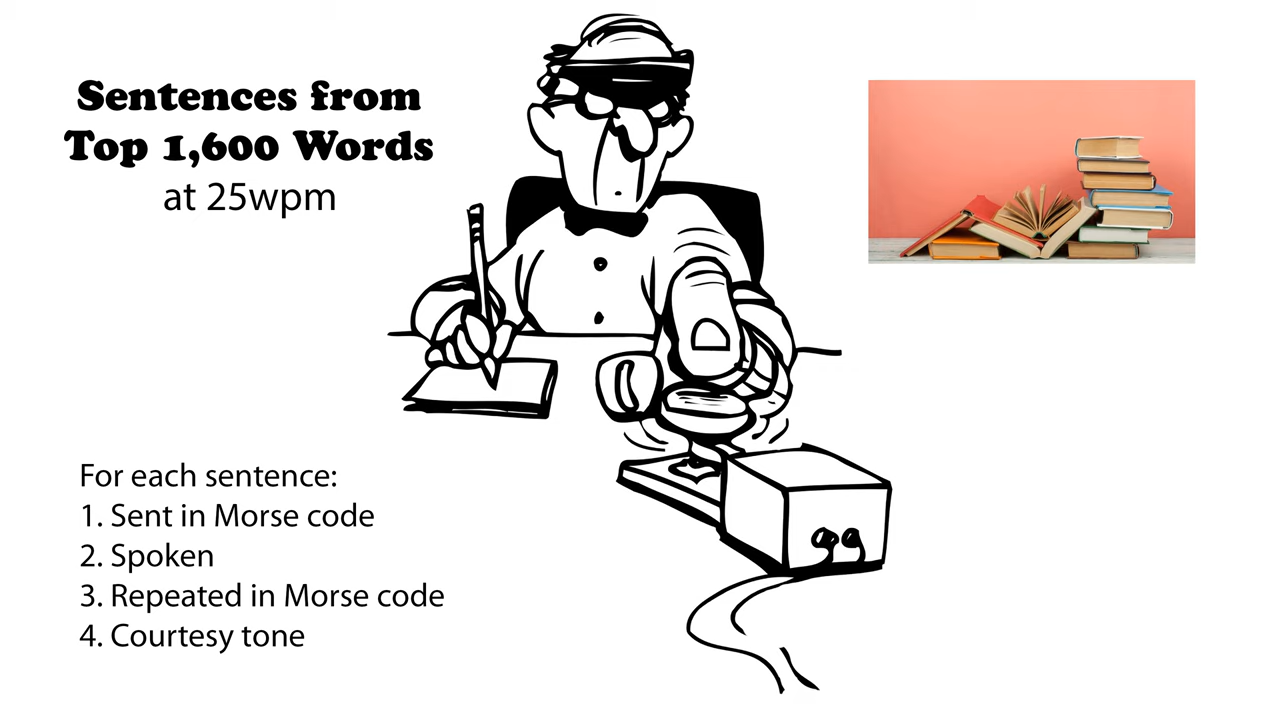 Sentences from
Top 1,600 Words
at 25wpm
For each sentence:
1. Sent in Morse code
2. Spoken
3. Repeated in Morse code
4. Courtesy tone